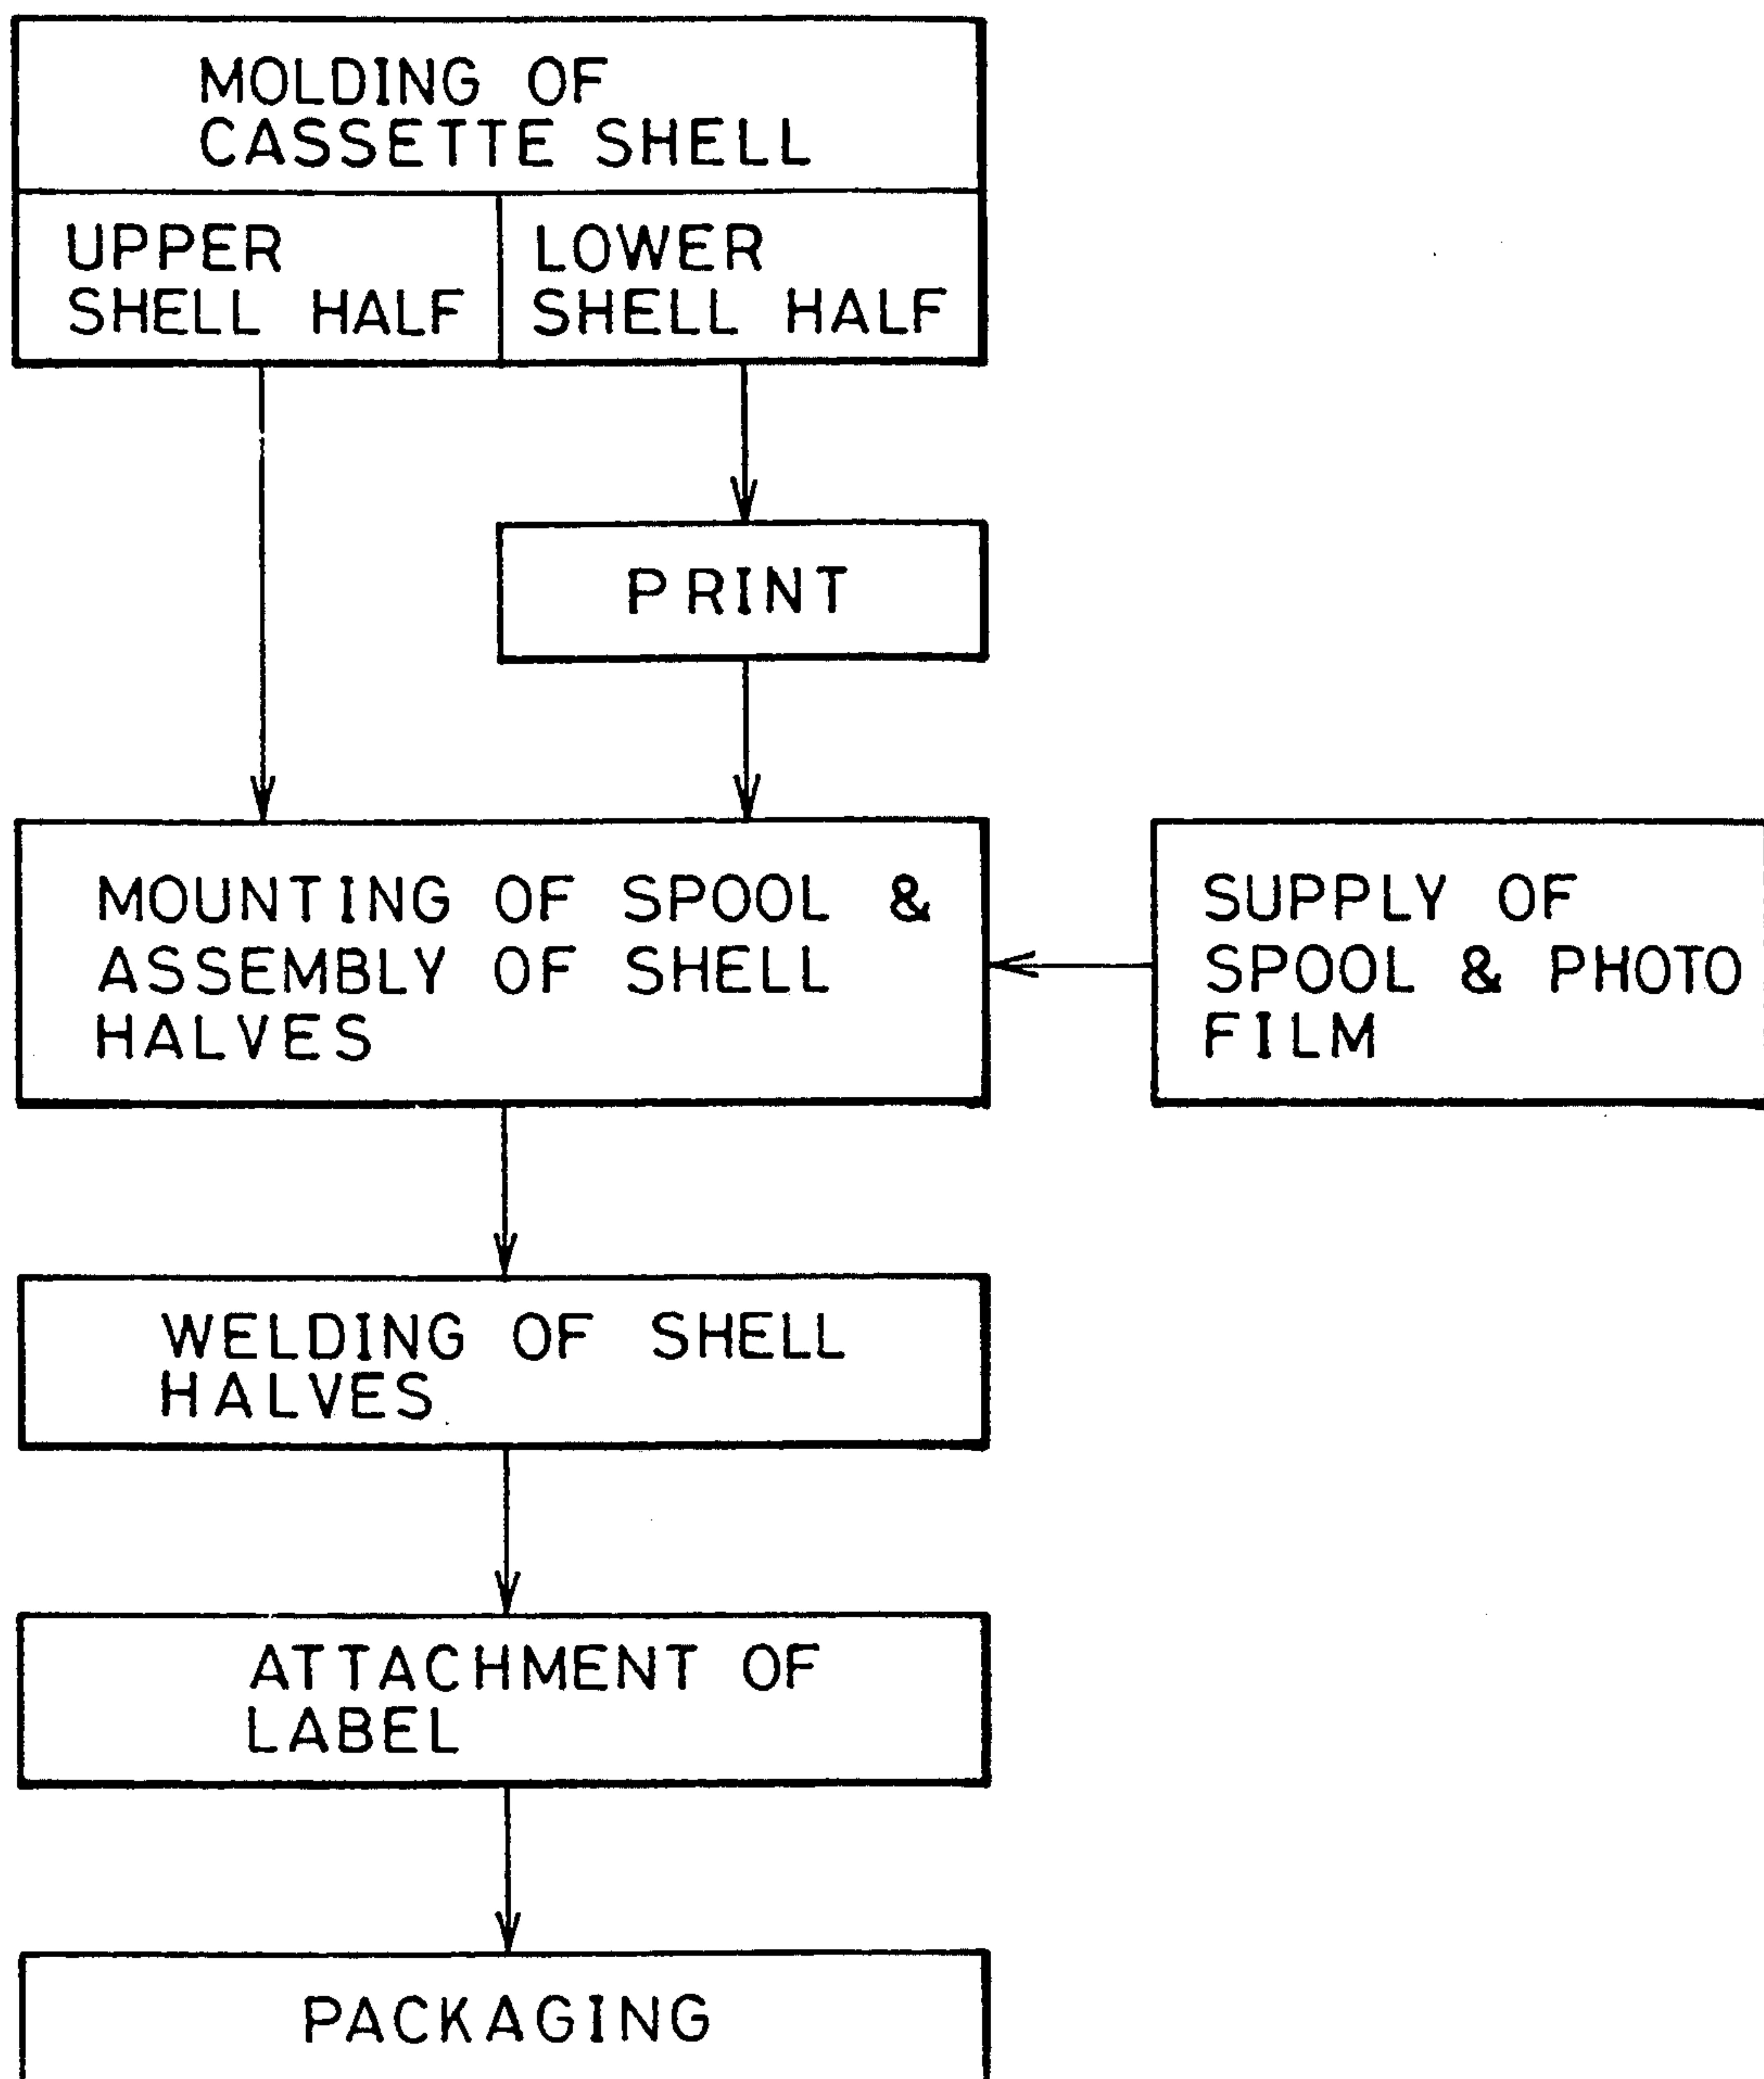 MOLDING OF
CASSETTE SHELL
UPPER
SHELL HALF
LOWER
SHELL HALF
PRINT
MOUNTING OF SPOOL &
ASSEMBLY OF SHELL
HALVES
SUPPLY OF
SPOOL & PHOTO
FILM
WELDING OF SHELL
HALVES
ATTACHMENT OF
LABEL
PACKAGING